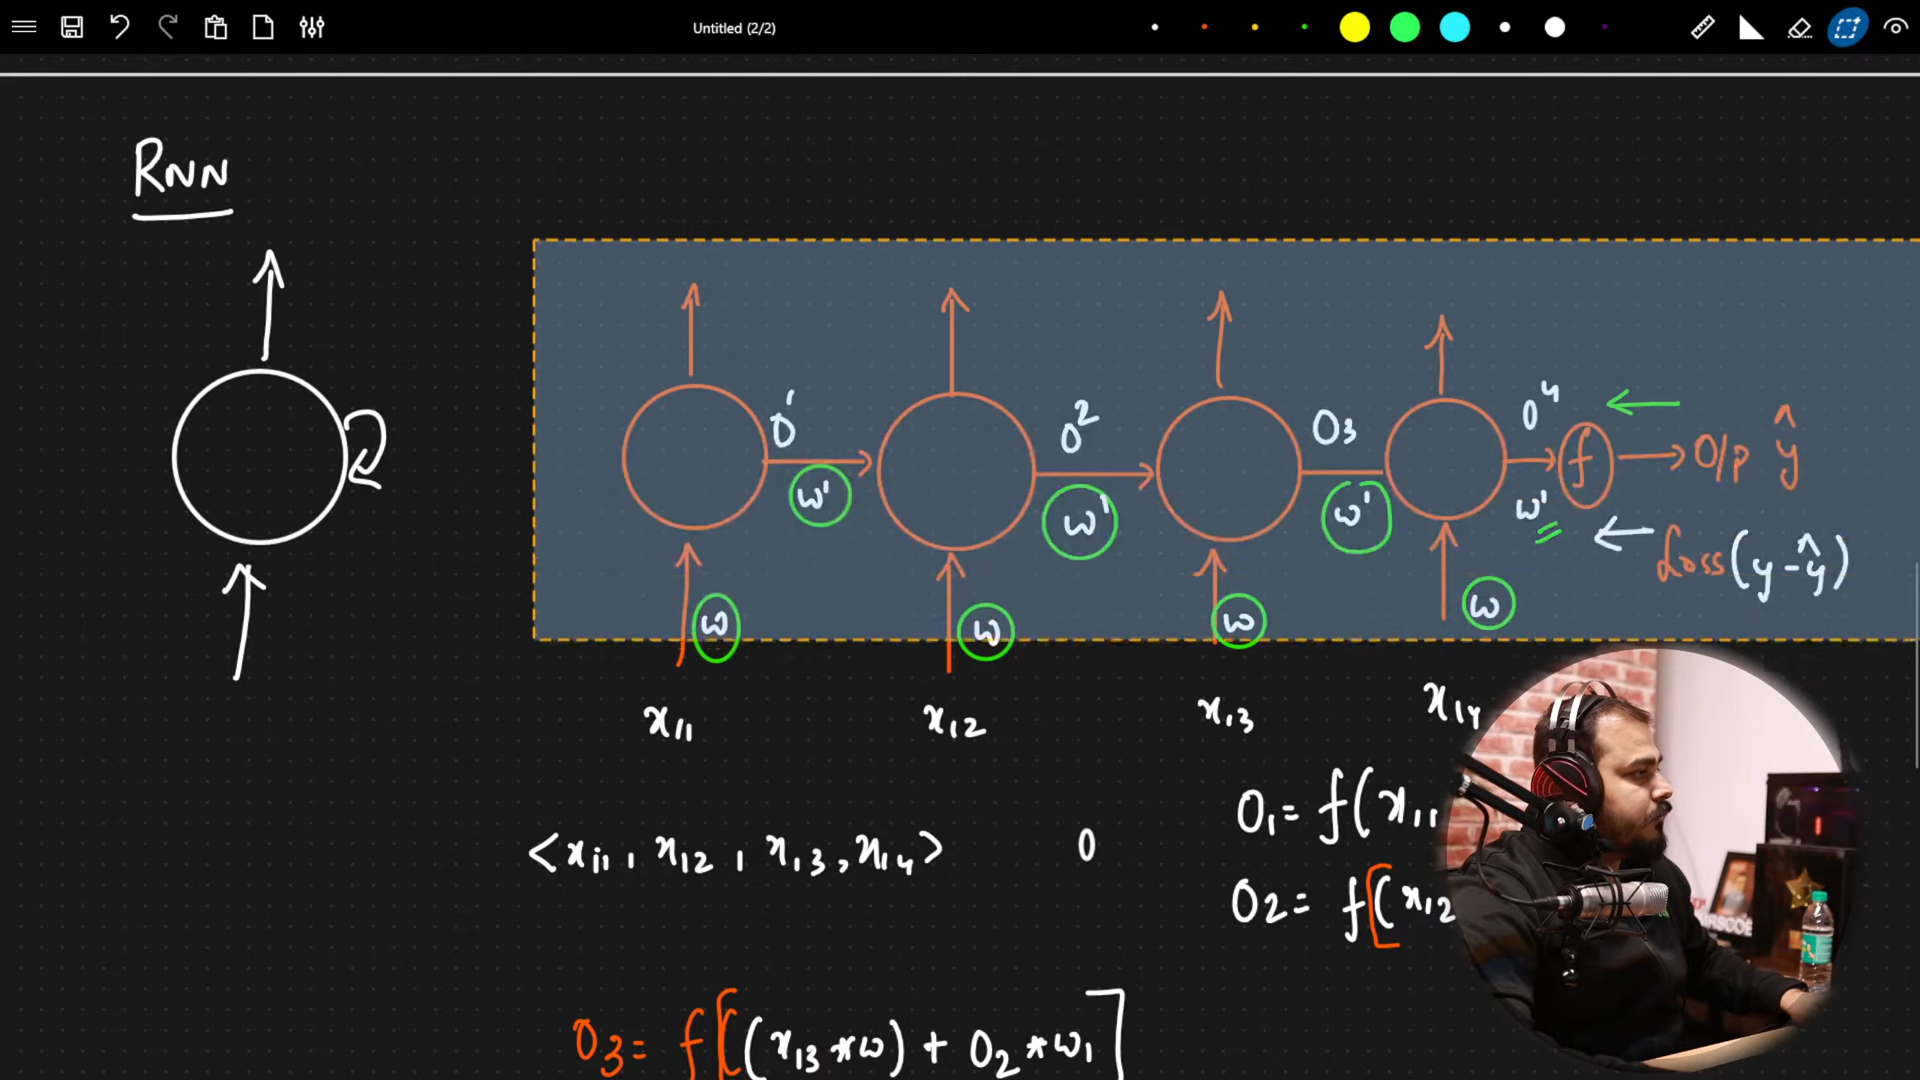 Untitled (2/2)
RNN
O' O² O₃ O⁴
f → O/p ŷ
w' w' w' w'
Loss (y - ŷ)
w w w w
x₁₁ x₁₂ x₁₃ x₁₄
O₁ = f(x₁₁
<x₁₁, x₁₂, x₁₃, x₁₄> 0
O₂ = f[(x₁₂
O₃ = f[((x₁₃*w) + O₂*w₁]